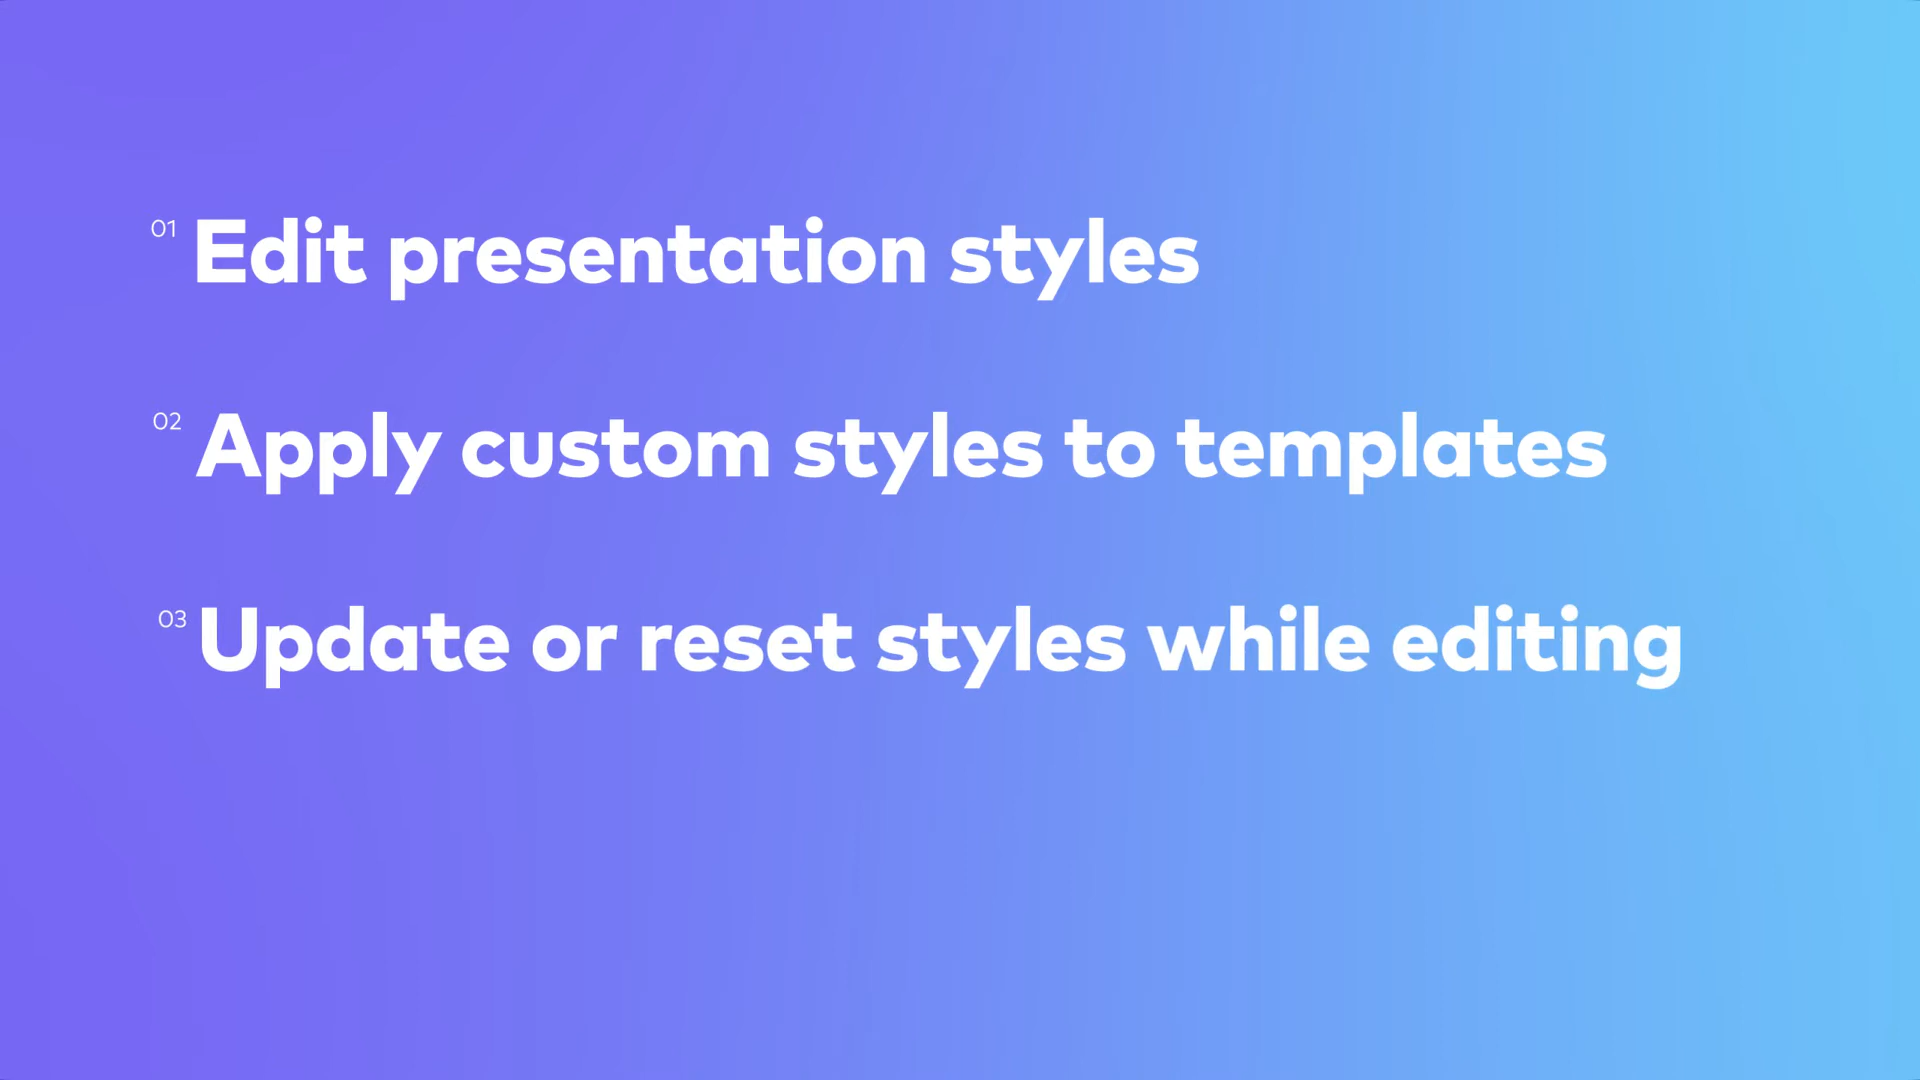 01 Edit presentation styles
02 Apply custom styles to templates
03 Update or reset styles while editing